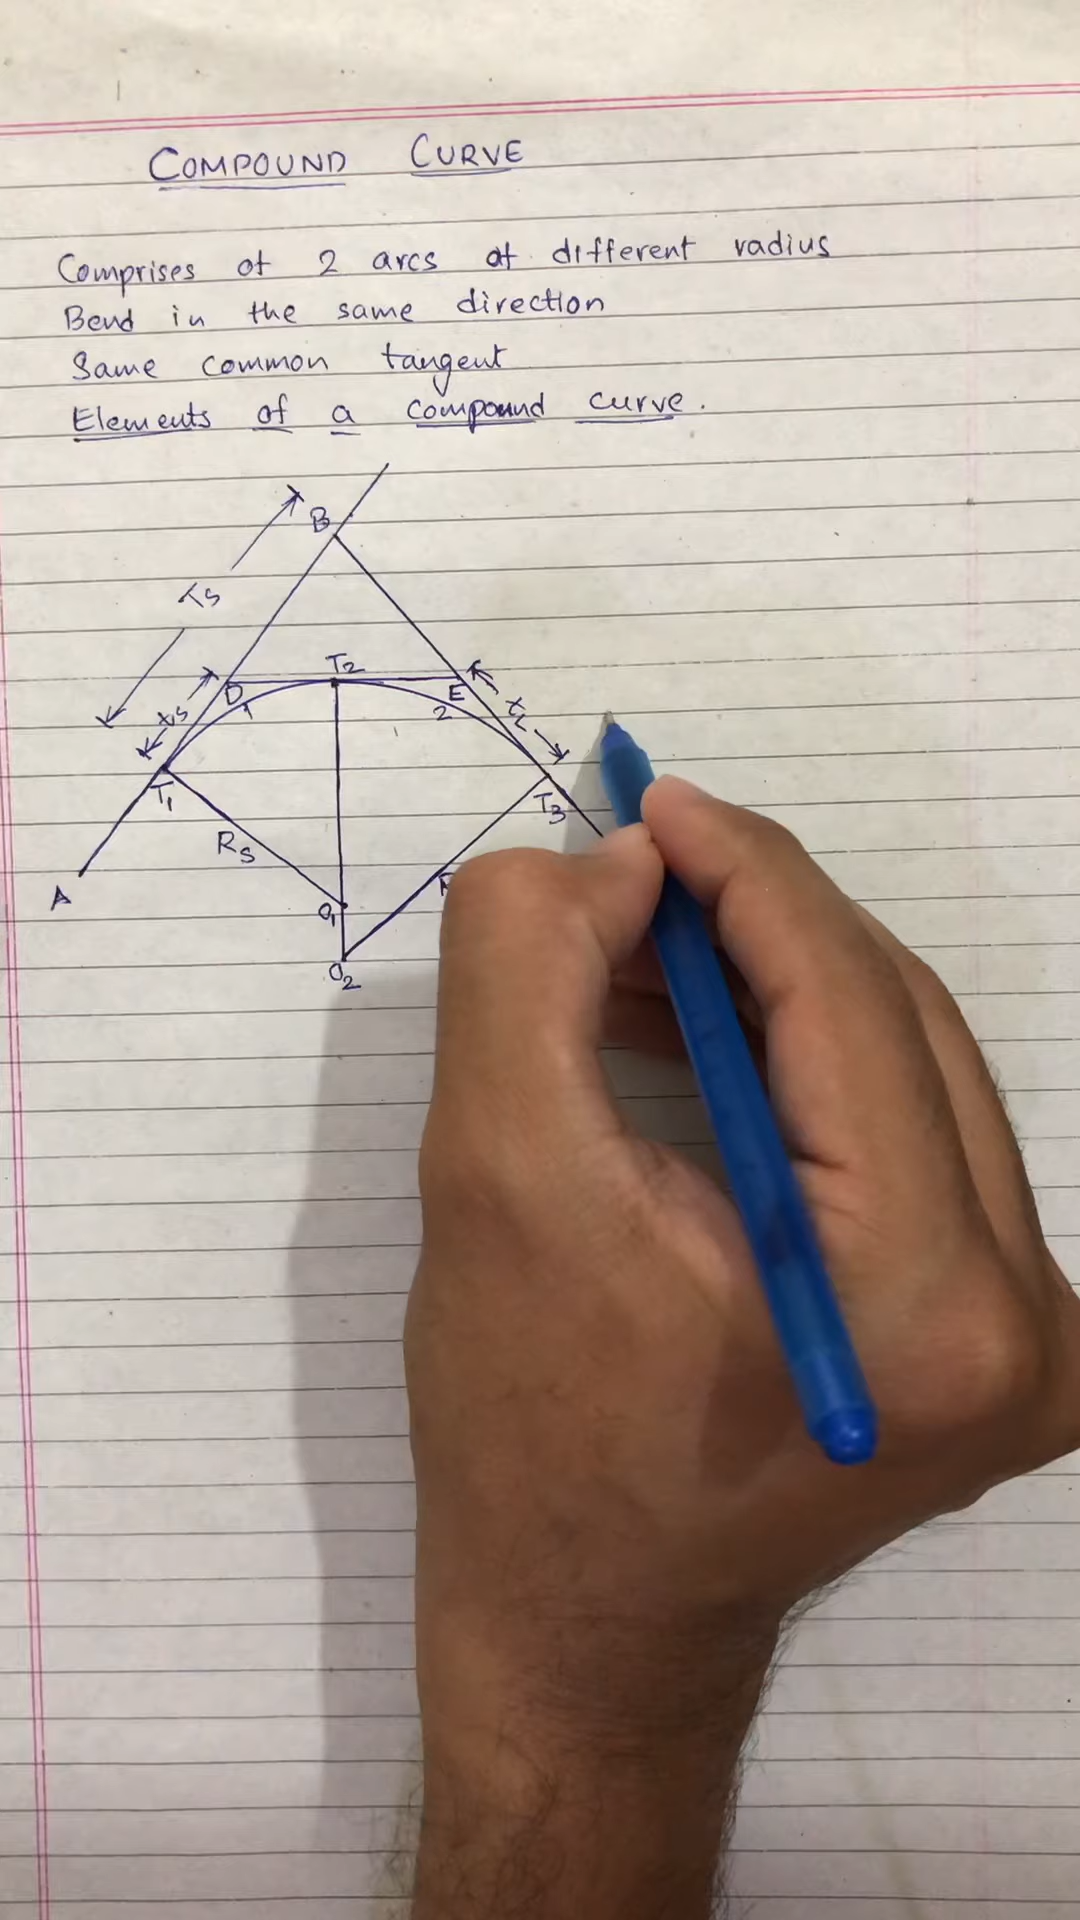 COMPOUND CURVE
Comprises of 2 arcs of different radius
Bend in the same direction
Same common tangent
Elements of a compound curve.
B
Ts
T2
D
E
ts
1
2
tL
T1
T3
Rs
A
O1
O2